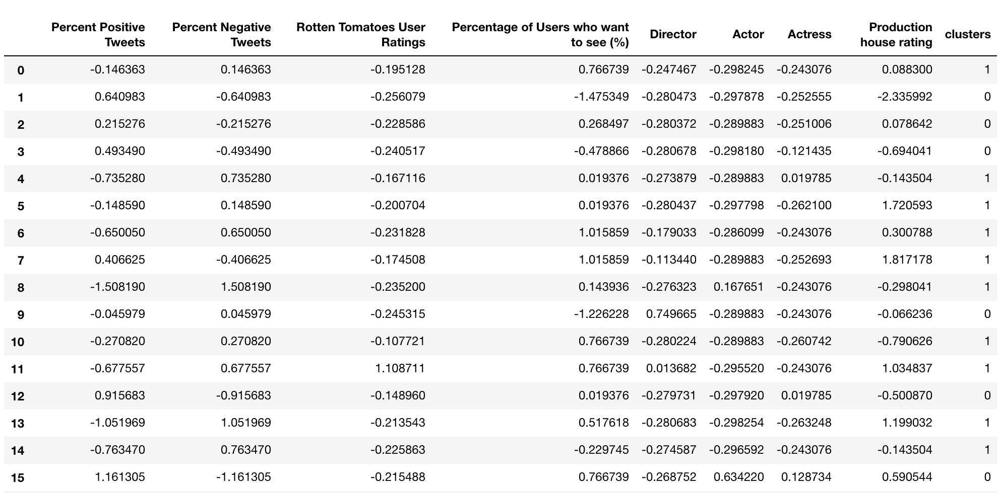 Percent Positive Tweets Percent Negative Tweets Rotten Tomatoes User Ratings Percentage of Users who want to see (%) Director Actor Actress Production house rating clusters
0 -0.146363 0.146363 -0.195128 0.766739 -0.247467 -0.298245 -0.243076 0.088300 1
1 0.640983 -0.640983 -0.256079 -1.475349 -0.280473 -0.297878 -0.252555 -2.335992 0
2 0.215276 -0.215276 -0.228586 0.268497 -0.280372 -0.289883 -0.251006 0.078642 0
3 0.493490 -0.493490 -0.240517 -0.478866 -0.280678 -0.298180 -0.121435 -0.694041 0
4 -0.735280 0.735280 -0.167116 0.019376 -0.273879 -0.289883 0.019785 -0.143504 1
5 -0.148590 0.148590 -0.200704 0.019376 -0.280437 -0.297798 -0.262100 1.720593 1
6 -0.650050 0.650050 -0.231828 1.015859 -0.179033 -0.286099 -0.243076 0.300788 1
7 0.406625 -0.406625 -0.174508 1.015859 -0.113440 -0.289883 -0.252693 1.817178 1
8 -1.508190 1.508190 -0.235200 0.143936 -0.276323 0.167651 -0.243076 -0.298041 1
9 -0.045979 0.045979 -0.245315 -1.226228 0.749665 -0.289883 -0.243076 -0.066236 0
10 -0.270820 0.270820 -0.107721 0.766739 -0.280224 -0.289883 -0.260742 -0.790626 1
11 -0.677557 0.677557 1.108711 0.766739 0.013682 -0.295520 -0.243076 1.034837 1
12 0.915683 -0.915683 -0.148960 0.019376 -0.279731 -0.297920 0.019785 -0.500870 0
13 -1.051969 1.051969 -0.213543 0.517618 -0.280683 -0.298254 -0.263248 1.199032 1
14 -0.763470 0.763470 -0.225863 -0.229745 -0.274587 -0.296592 -0.243076 -0.143504 1
15 1.161305 -1.161305 -0.215488 0.766739 -0.268752 0.634220 0.128734 0.590544 0